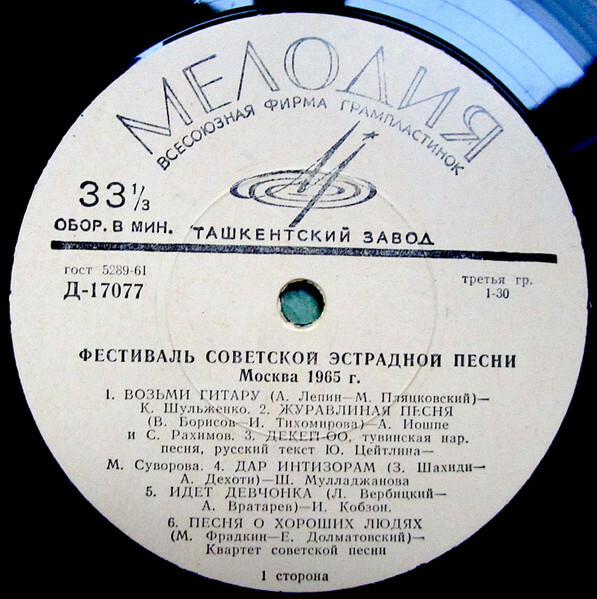 МЕЛОДИЯ
ВСЕСОЮЗНАЯ ФИРМА ГРАМПЛАСТИНОК
33 1/3
ОБОР. В МИН. ТАШКЕНТСКИЙ ЗАВОД
гост 5289-61
третья гр.
Д-17077
1-30
ФЕСТИВАЛЬ СОВЕТСКОЙ ЭСТРАДНОЙ ПЕСНИ
Москва 1965 г.
1. ВОЗЬМИ ГИТАРУ (А. Лепин—М. Пляцковский)—
К. Шульженко. 2. ЖУРАВЛИНАЯ ПЕСНЯ
(В. Борисов—И. Тихомирова)—А. Иошпе
и С. Рахимов. 3. ДЕКЕП-ОО, тувинская нар.
песня, русский текст Ю. Цейтлина—
М. Суворова. 4. ДАР ИНТИЗОРАМ (З. Шахиди—
А. Дехоти)—Ш. Мулладжанова
5. ИДЕТ ДЕВЧОНКА (Л. Вербицкий—
А. Вратарев)—И. Кобзон.
6. ПЕСНЯ О ХОРОШИХ ЛЮДЯХ
(М. Фрадкин—Е. Долматовский)—
Квартет советской песни
1 сторона